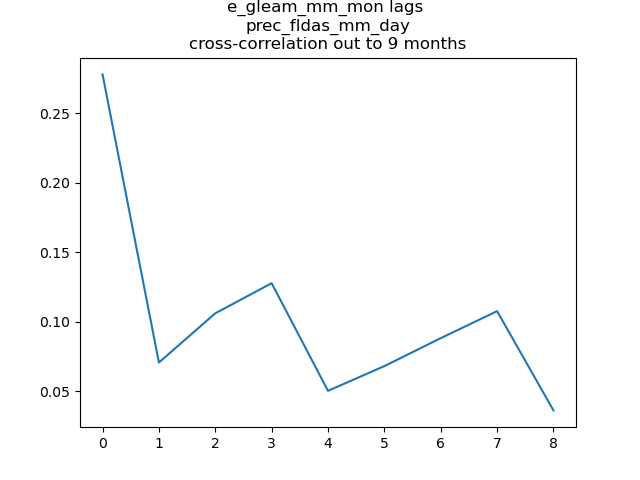 e_gleam_mm_mon lags
prec_fldas_mm_day
cross-correlation out to 9 months
0.25
0.20
0.15
0.10
0.05
0 1 2 3 4 5 6 7 8